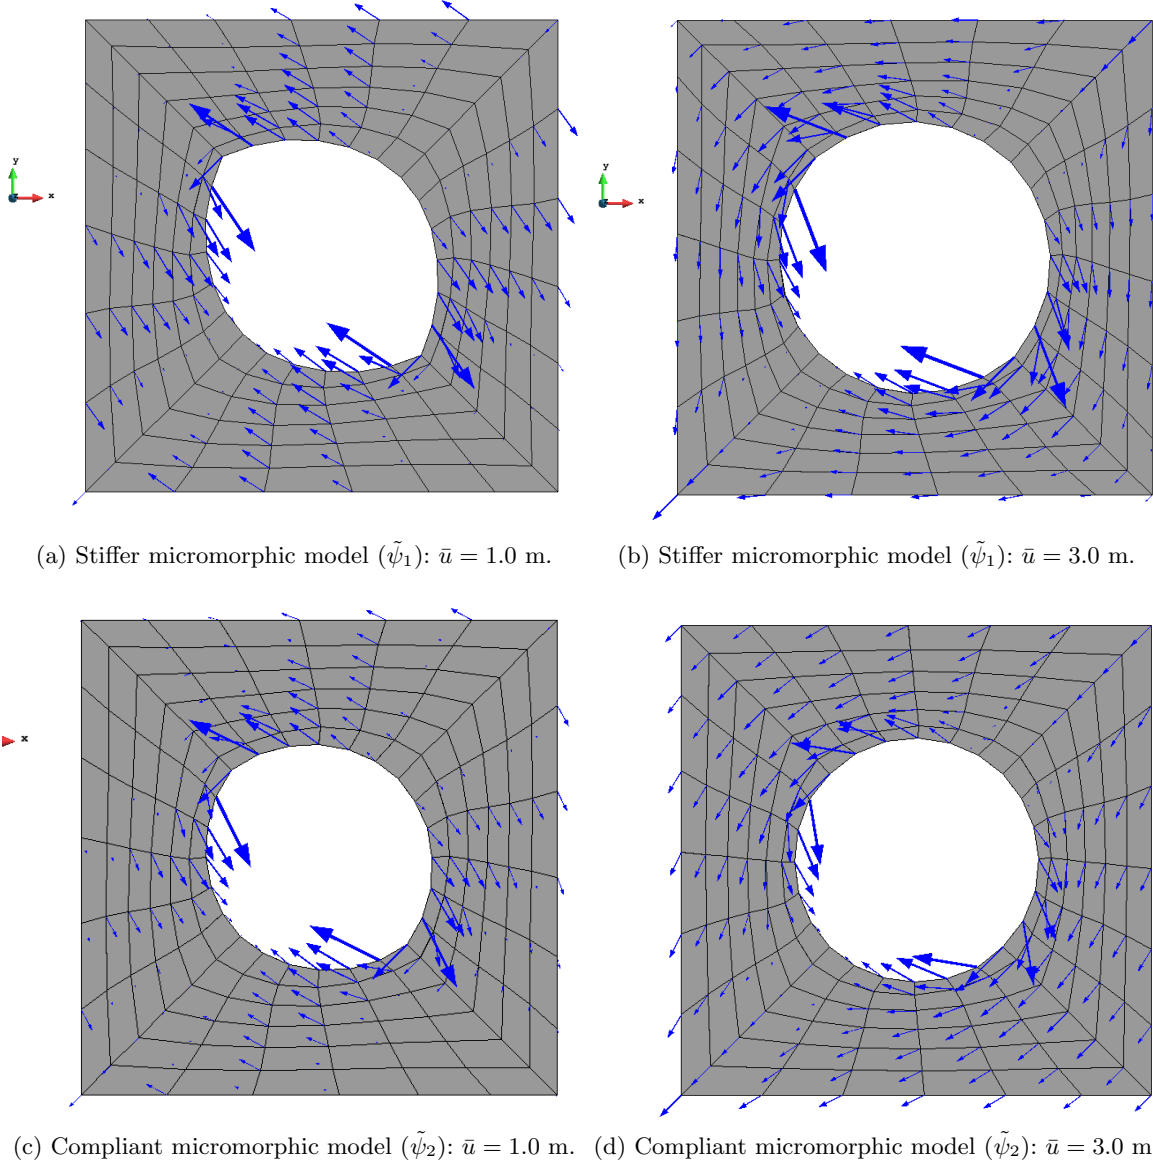 y
x
y
x
(a) Stiffer micromorphic model (ψ̃₁): ū = 1.0 m.
(b) Stiffer micromorphic model (ψ̃₁): ū = 3.0 m.
x
(c) Compliant micromorphic model (ψ̃₂): ū = 1.0 m.
(d) Compliant micromorphic model (ψ̃₂): ū = 3.0 m